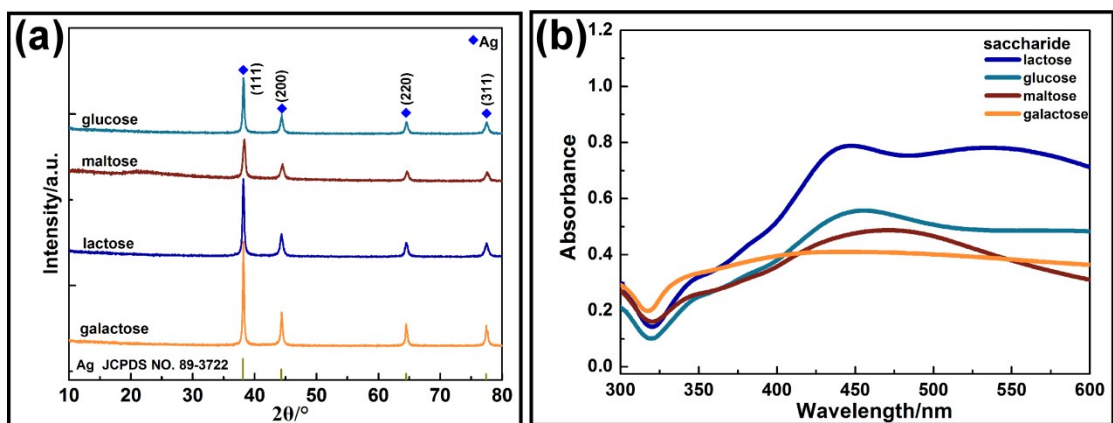 (a)
◆Ag
(111)
(200)
(220)
(311)
glucose
maltose
lactose
galactose
Ag JCPDS NO. 89-3722
Intensity/a.u.
10 20 30 40 50 60 70 80
2θ/°
(b)
saccharide
lactose
glucose
maltose
galactose
1.2
1.0
0.8
0.6
0.4
0.2
0.0
Absorbance
300 350 400 450 500 550 600
Wavelength/nm